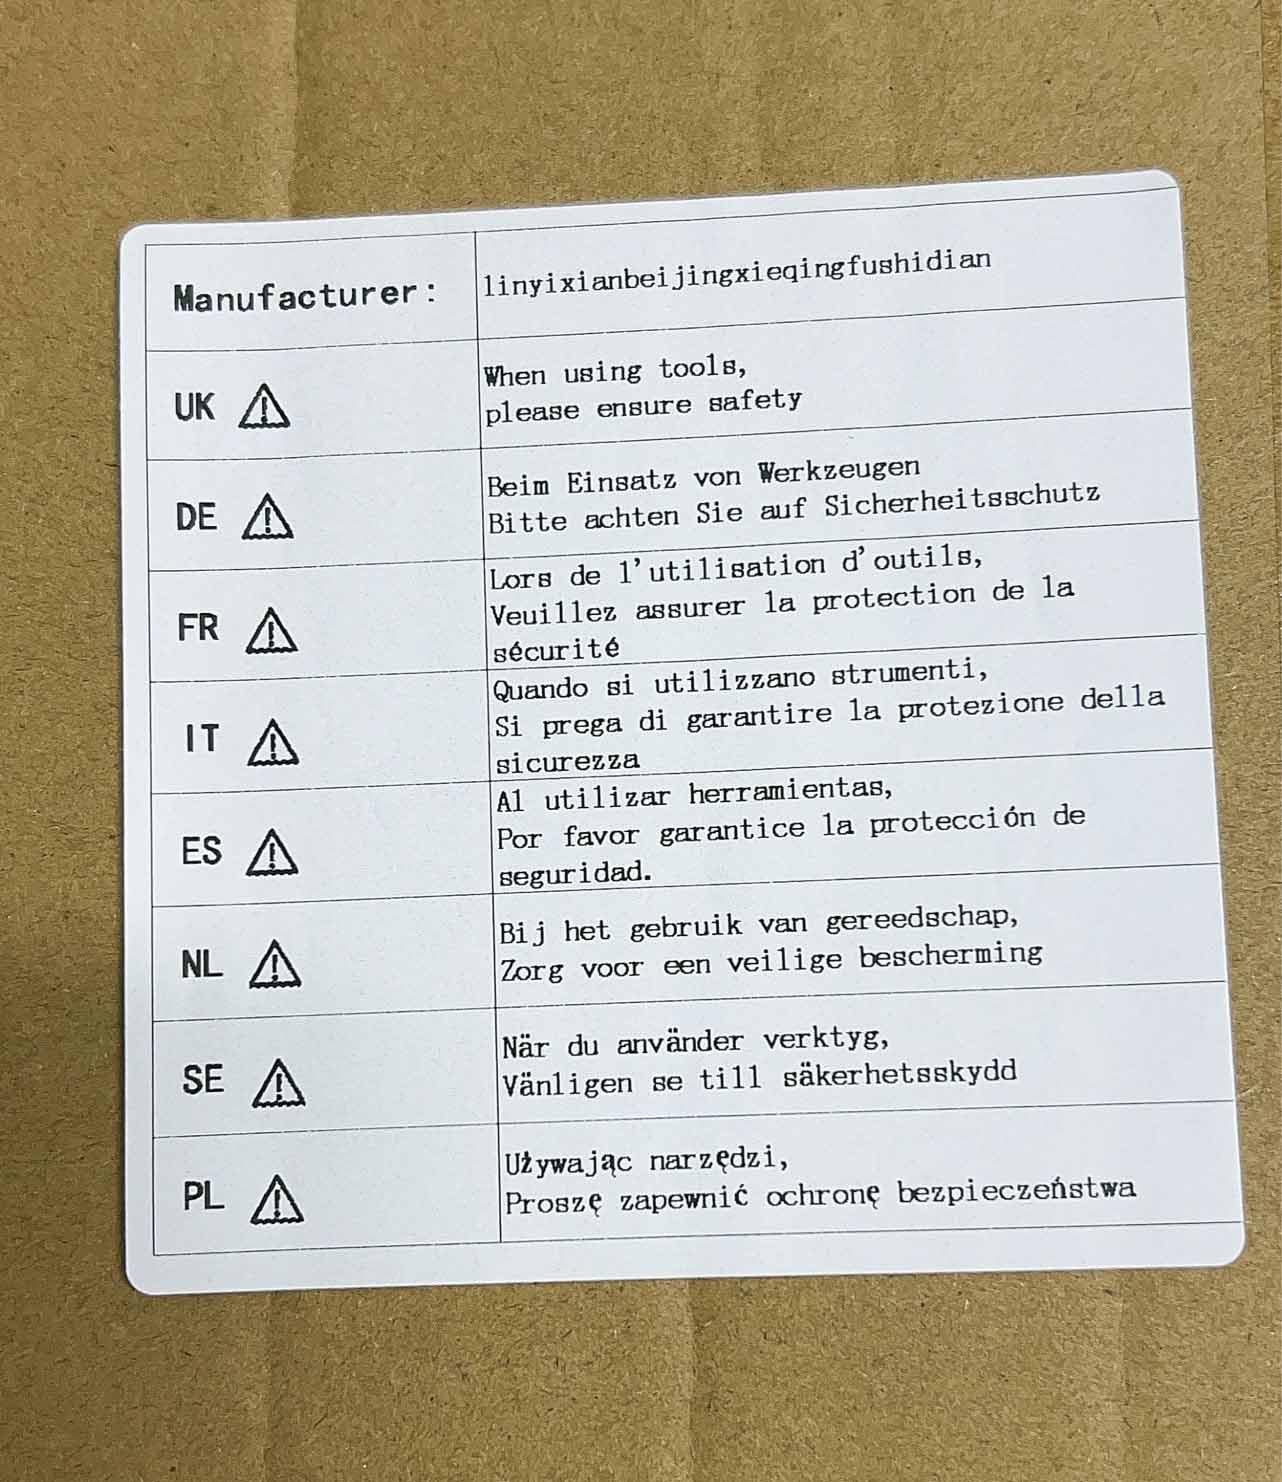 Manufacturer: linyixianbeijingxieqingfushidian
UK When using tools,
please ensure safety
DE Beim Einsatz von Werkzeugen
Bitte achten Sie auf Sicherheitsschutz
FR Lors de l'utilisation d'outils,
Veuillez assurer la protection de la
sécurité
IT Quando si utilizzano strumenti,
Si prega di garantire la protezione della
sicurezza
ES Al utilizar herramientas,
Por favor garantice la protección de
seguridad.
NL Bij het gebruik van gereedschap,
Zorg voor een veilige bescherming
SE När du använder verktyg,
Vänligen se till säkerhetsskydd
PL Używając narzędzi,
Proszę zapewnić ochronę bezpieczeństwa